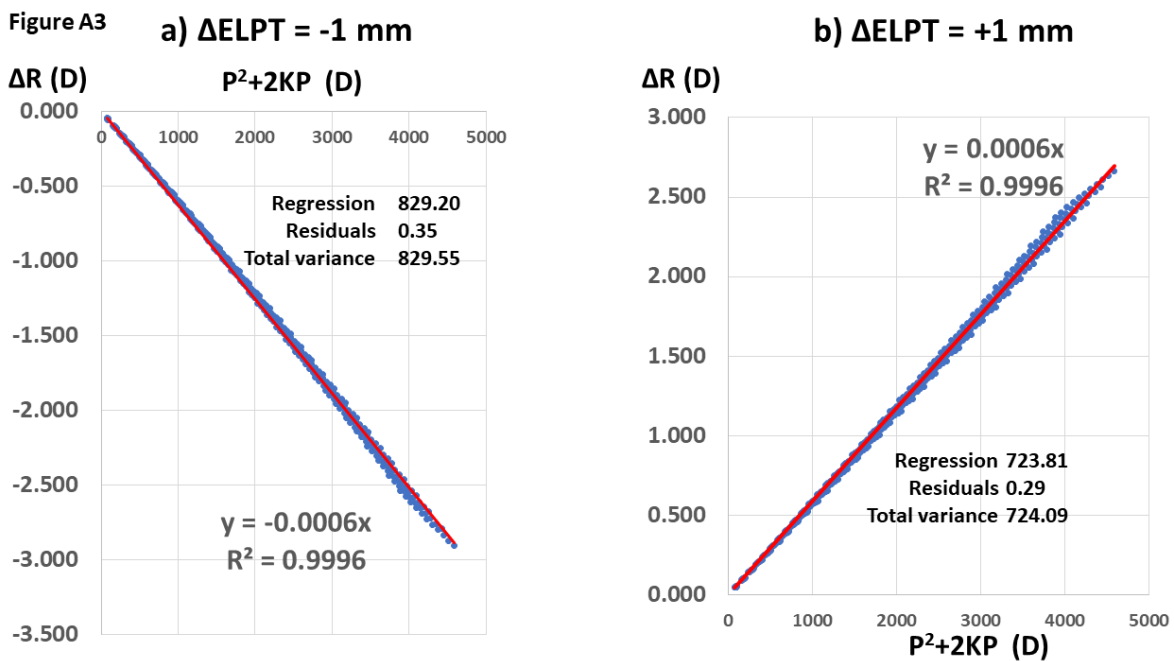 Figure A3
a) ΔELPT = -1 mm
ΔR (D)
P²+2KP (D)
0.000
0
1000
2000
3000
4000
5000
-0.500
-1.000
-1.500
-2.000
-2.500
-3.000
-3.500
Regression 829.20
Residuals 0.35
Total variance 829.55
y = -0.0006x
R² = 0.9996
b) ΔELPT = +1 mm
ΔR (D)
3.000
2.500
2.000
1.500
1.000
0.500
0.000
y = 0.0006x
R² = 0.9996
Regression 723.81
Residuals 0.29
Total variance 724.09
0
1000
2000
3000
4000
5000
P²+2KP (D)